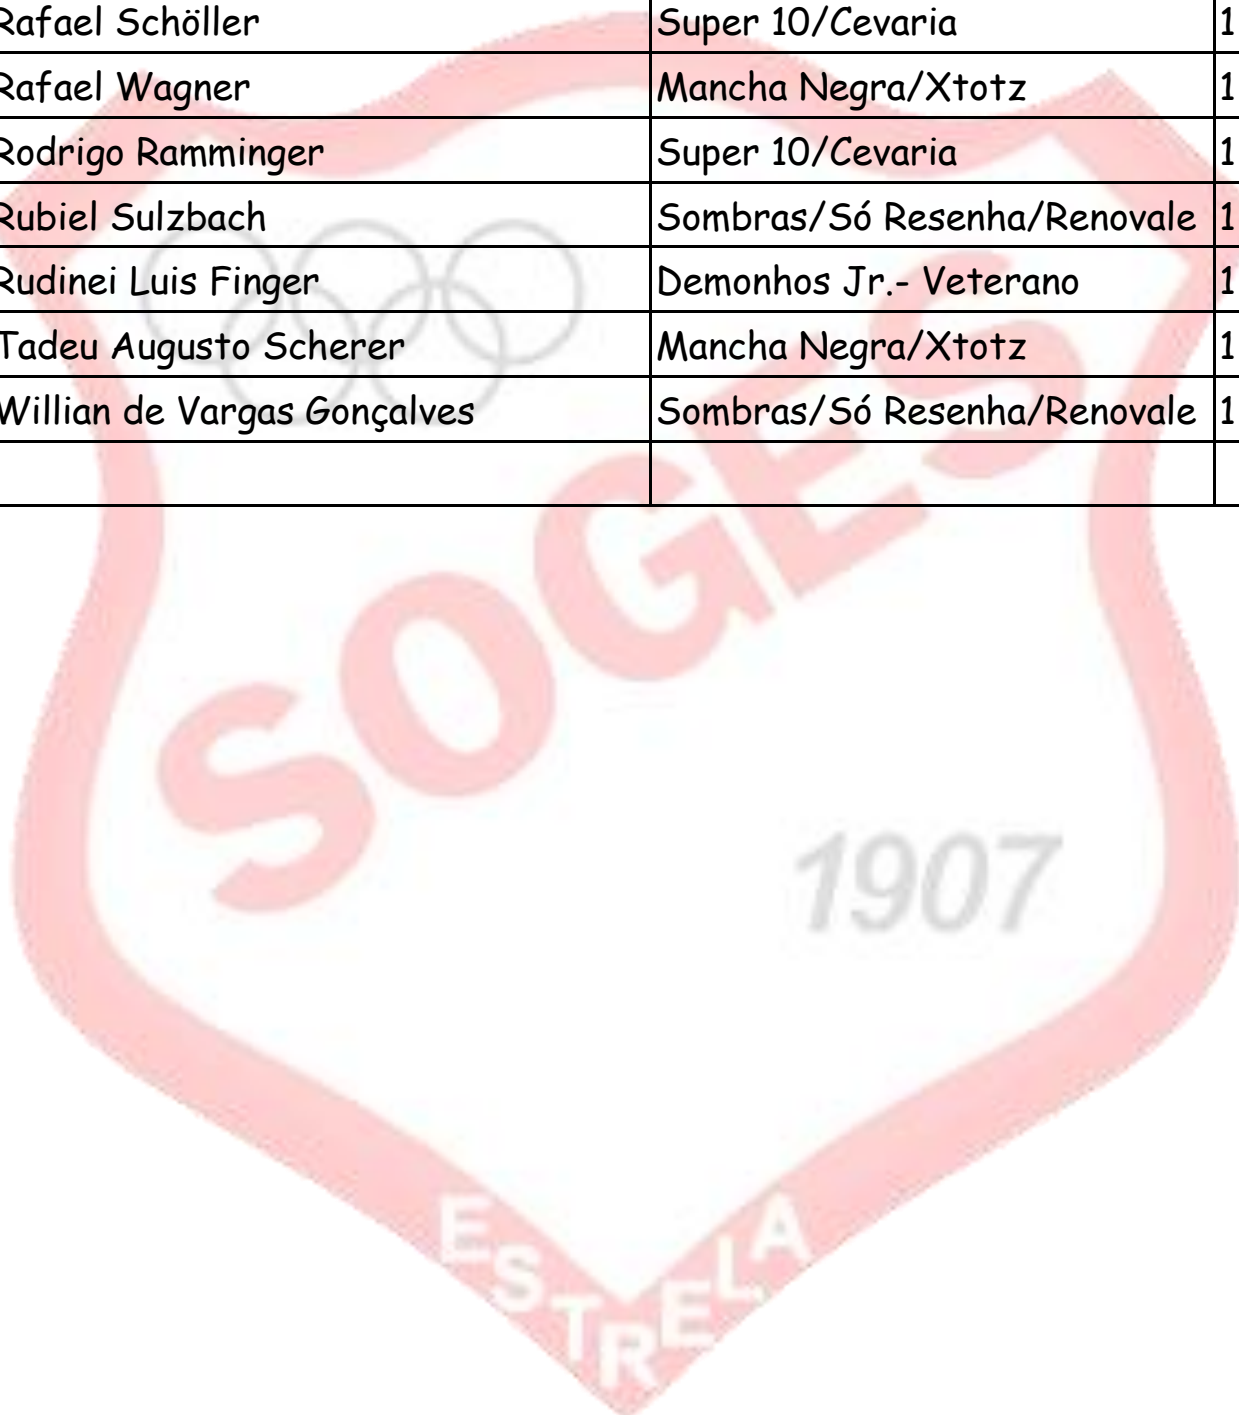 Rafael Schöller Super 10/Cevaria 1
Rafael Wagner Mancha Negra/Xtotz 1
Rodrigo Ramminger Super 10/Cevaria 1
Rubiel Sulzbach Sombras/Só Resenha/Renovale 1
Rudinei Luis Finger Demonhos Jr.- Veterano 1
Tadeu Augusto Scherer Mancha Negra/Xtotz 1
Willian de Vargas Gonçalves Sombras/Só Resenha/Renovale 1
SOGES
1907
ESTRELA